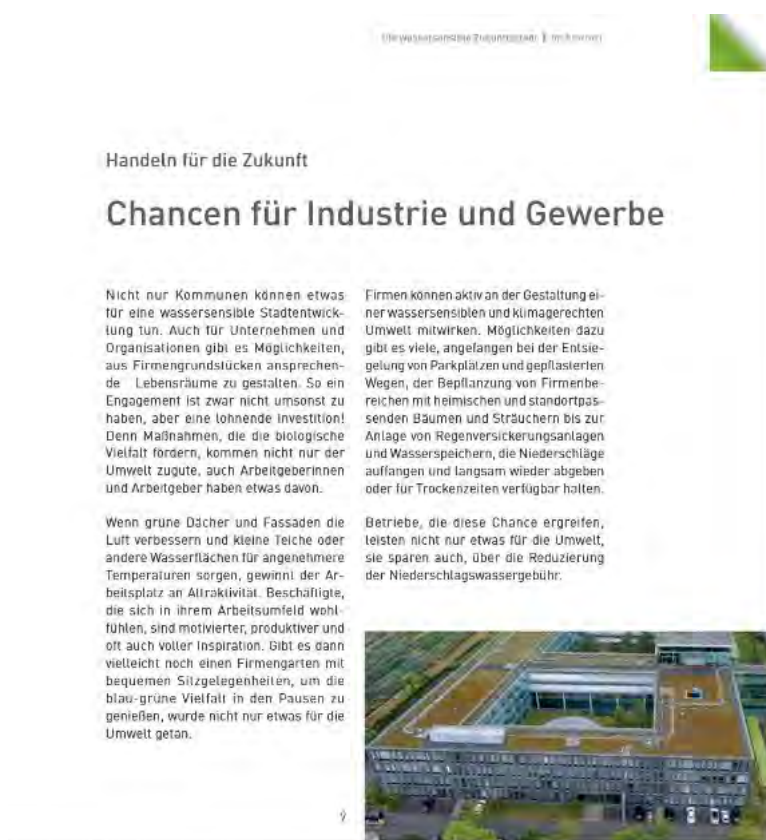 Die wassersensible Zukunftsstadt |
Handeln für die Zukunft
Chancen für Industrie und Gewerbe
Nicht nur Kommunen können etwas
für eine wassersensible Stadtentwick-
lung tun. Auch für Unternehmen und
Organisationen gibt es Möglichkeiten,
aus Firmengrundstücken ansprechen-
de Lebensräume zu gestalten. So ein
Engagement ist zwar nicht umsonst zu
haben, aber eine lohnende Investition!
Denn Maßnahmen, die die biologische
Vielfalt fördern, kommen nicht nur der
Umwelt zugute, auch Arbeitgeberinnen
und Arbeitgeber haben etwas davon.
Wenn grüne Dächer und Fassaden die
Luft verbessern und kleine Teiche oder
andere Wasserflächen für angenehmere
Temperaturen sorgen, gewinnt der Ar-
beitsplatz an Attraktivität. Beschäftigte,
die sich in ihrem Arbeitsumfeld wohl-
fühlen, sind motivierter, produktiver und
oft auch voller Inspiration. Gibt es dann
vielleicht noch einen Firmengarten mit
bequemen Sitzgelegenheiten, um die
blau-grüne Vielfalt in den Pausen zu
genießen, wurde nicht nur etwas für die
Umwelt getan.
Firmen können aktiv an der Gestaltung ei-
ner wassersensiblen und klimagerechten
Umwelt mitwirken. Möglichkeiten dazu
gibt es viele, angefangen bei der Entsie-
gelung von Parkplätzen und gepflasterten
Wegen, der Bepflanzung von Firmenbe-
reichen mit heimischen und standortpas-
senden Bäumen und Sträuchern bis zur
Anlage von Regenversickerungsanlagen
und Wasserspeichern, die Niederschläge
auffangen und langsam wieder abgeben
oder für Trockenzeiten verfügbar halten.
Betriebe, die diese Chance ergreifen,
leisten nicht nur etwas für die Umwelt,
sie sparen auch, über die Reduzierung
der Niederschlagswassergebühr.
9